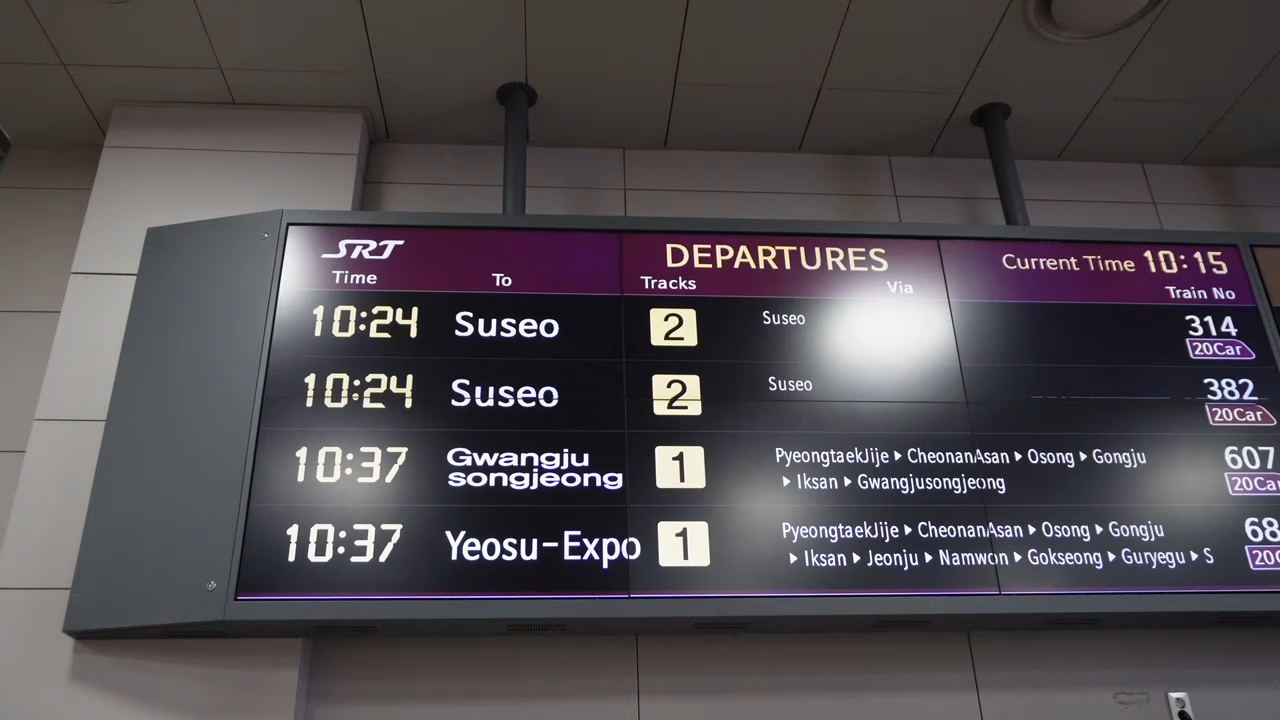 SRT DEPARTURES Current Time 10:15
Time To Tracks Via Train No
10:24 Suseo 2 Suseo 314
20Car
10:24 Suseo 2 Suseo 382
20Car
10:37 Gwangju songjeong 1 PyeongtaekJije ▸ CheonanAsan ▸ Osong ▸ Gongju 607
▸ Iksan ▸ Gwangjusongjeong 20Car
10:37 Yeosu-Expo 1 PyeongtaekJije ▸ CheonanAsan ▸ Osong ▸ Gongju 68
▸ Iksan ▸ Jeonju ▸ Namwon ▸ Gokseong ▸ Guryegu ▸ S 20C